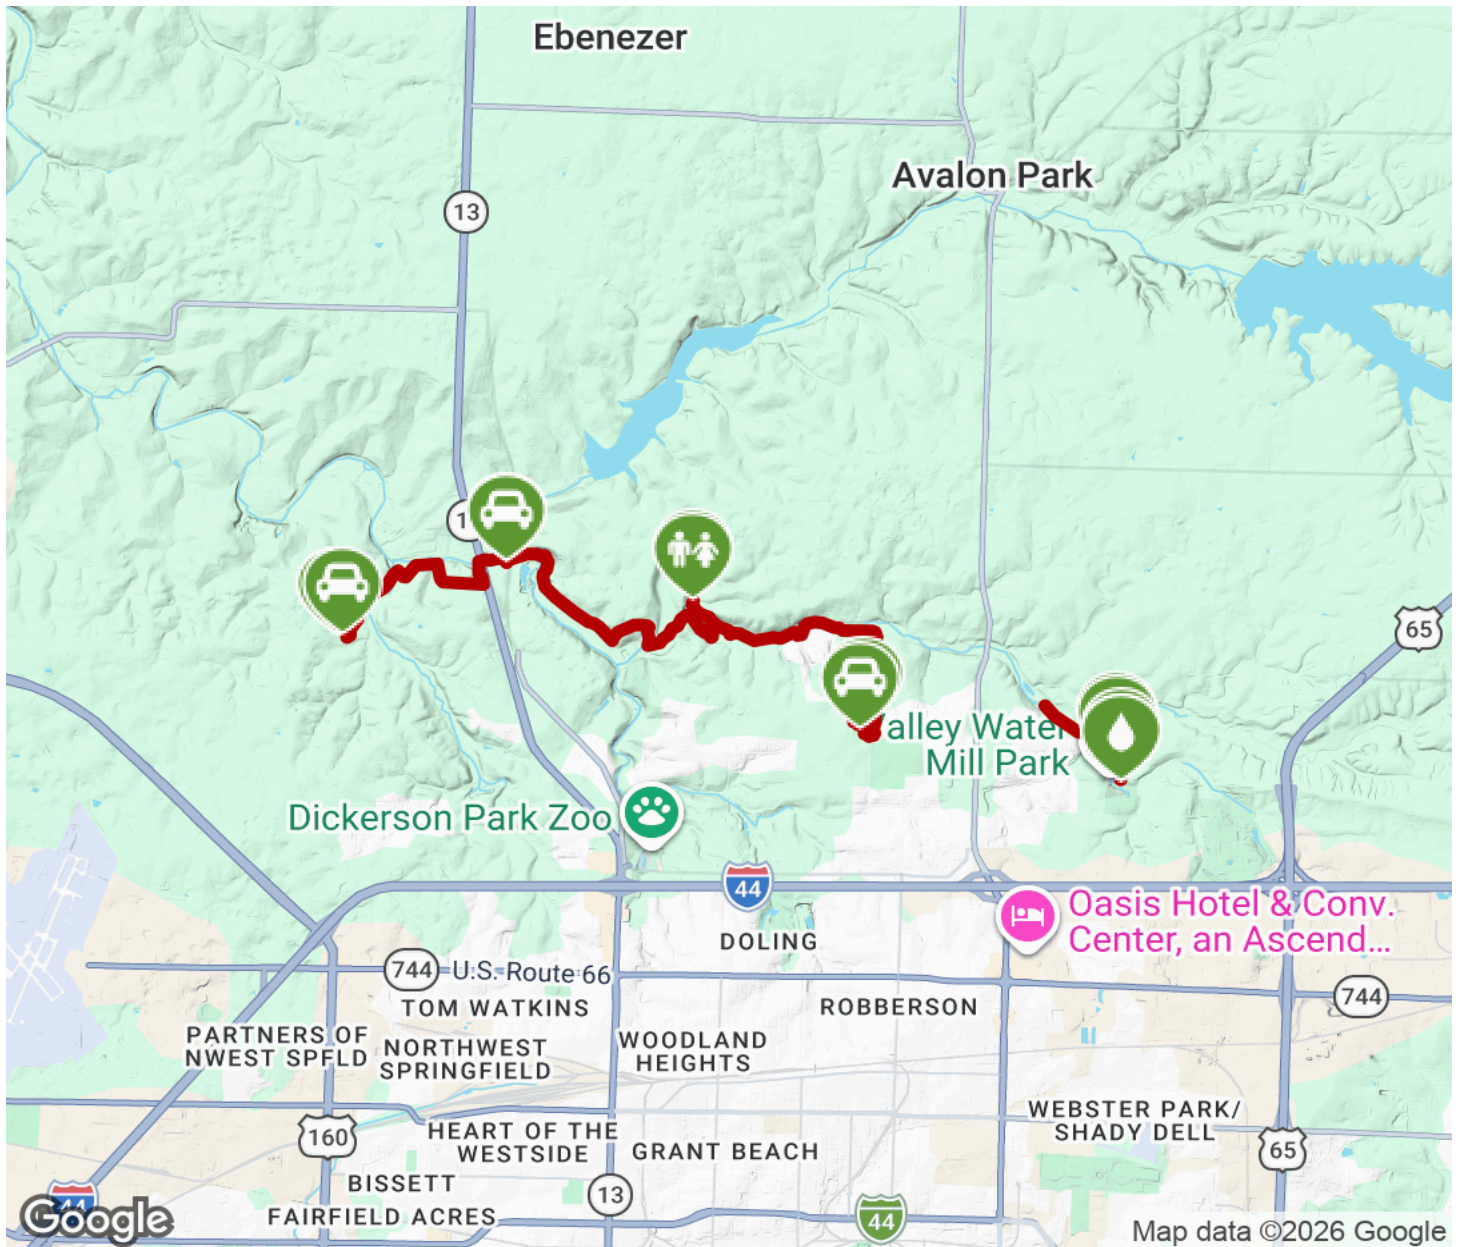 Ebenezer
Avalon Park
13
1
65
alley Water
Mill Park
Dickerson Park Zoo
44
Oasis Hotel & Conv.
Center, an Ascend...
DOLING
744
U.S. Route 66
TOM WATKINS
ROBBERSON
744
PARTNERS OF
NWEST SPFLD
NORTHWEST
SPRINGFIELD
WOODLAND
HEIGHTS
WEBSTER PARK/
SHADY DELL
160
HEART OF THE
WESTSIDE
GRANT BEACH
65
BISSETT
13
44
FAIRFIELD ACRES
44
Google
Map data ©2026 Google